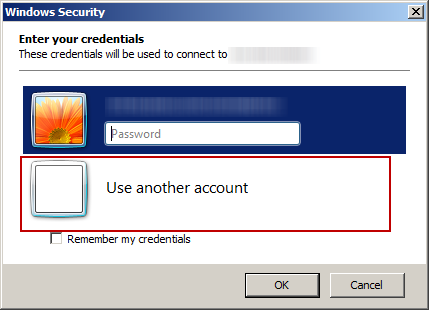 Windows Security
Enter your credentials
These credentials will be used to connect to
Password
Use another account
Remember my credentials
OK
Cancel